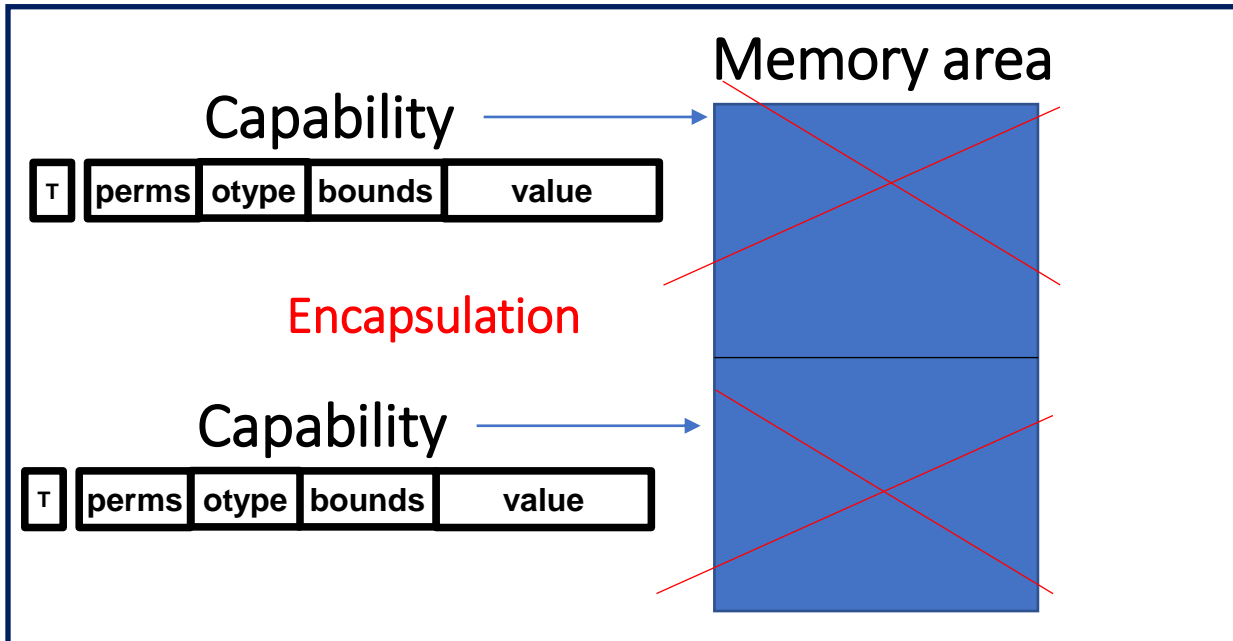 Memory area
Capability
T perms otype bounds value
Encapsulation
Capability
T perms otype bounds value